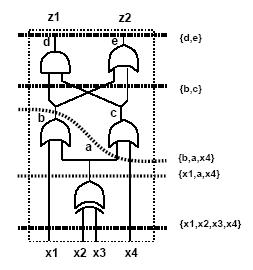 z1 z2
d e {d,e}
{b,c}
b c
a {b,a,x4}
{x1,a,x4}
{x1,x2,x3,x4}
x1 x2 x3 x4